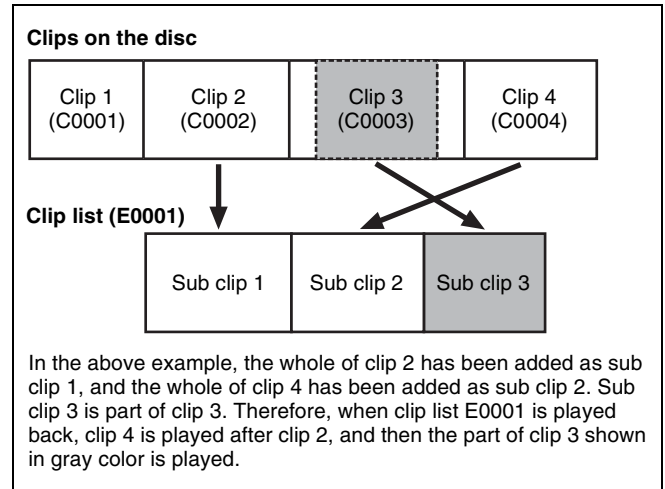 Clips on the disc
Clip 1
(C0001)
Clip 2
(C0002)
Clip 3
(C0003)
Clip 4
(C0004)
Clip list (E0001)
Sub clip 1
Sub clip 2
Sub clip 3
In the above example, the whole of clip 2 has been added as sub
clip 1, and the whole of clip 4 has been added as sub clip 2. Sub
clip 3 is part of clip 3. Therefore, when clip list E0001 is played
back, clip 4 is played after clip 2, and then the part of clip 3 shown
in gray color is played.